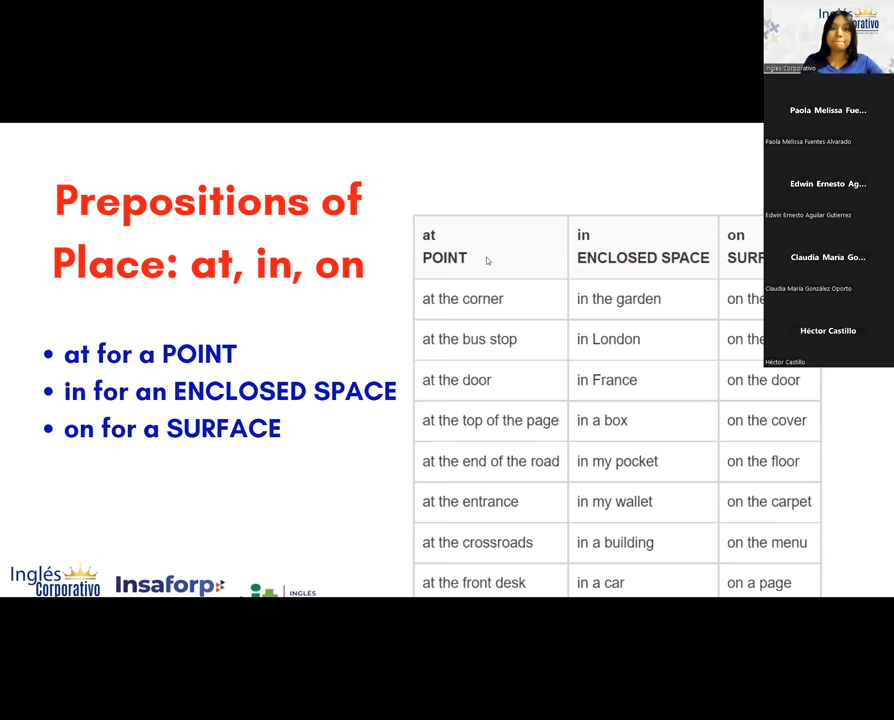 Inglés
orativo
Inglés Corporativo
Paola Melissa Fue...
Paola Melissa Fuentes Alvarado
Edwin Ernesto Ag...
Edwin Ernesto Aguilar Gutierrez
Claudia Maria Go...
Claudia María González Oporto
Héctor Castillo
Héctor Castillo
Prepositions of
Place: at, in, on
• at for a POINT
• in for an ENCLOSED SPACE
• on for a SURFACE
at in on
POINT ENCLOSED SPACE SURF
at the corner in the garden on the
at the bus stop in London on the
at the door in France on the door
at the top of the page in a box on the cover
at the end of the road in my pocket on the floor
at the entrance in my wallet on the carpet
at the crossroads in a building on the menu
at the front desk in a car on a page
Inglés
Corporativo
Insaforp
INGLÉS